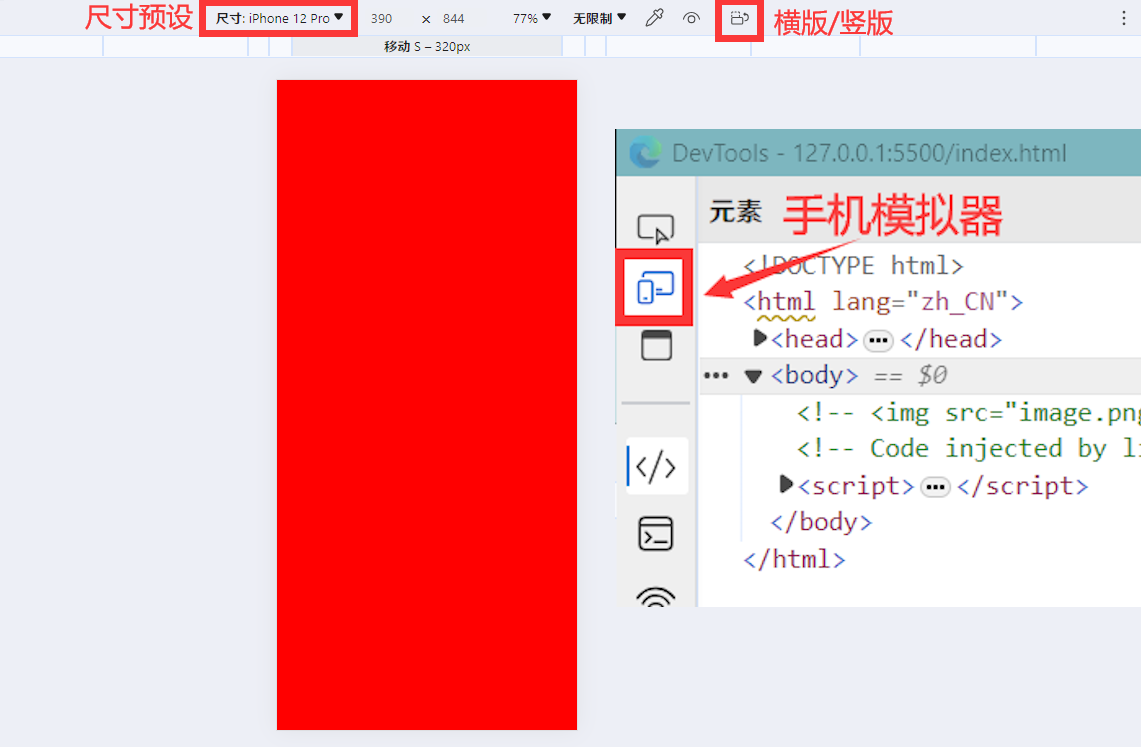 尺寸预设
尺寸: iPhone 12 Pro ▼ 390 × 844 77% ▼ 无限制 ▼
横版/竖版
移动 S – 320px
DevTools - 127.0.0.1:5500/index.html
元素
手机模拟器
<!DOCTYPE html>
<html lang="zh_CN">
▶<head>•••</head>
••• ▼<body> == $0
<!-- <img src="image.png
<!-- Code injected by li
▶<script>•••</script>
</body>
</html>